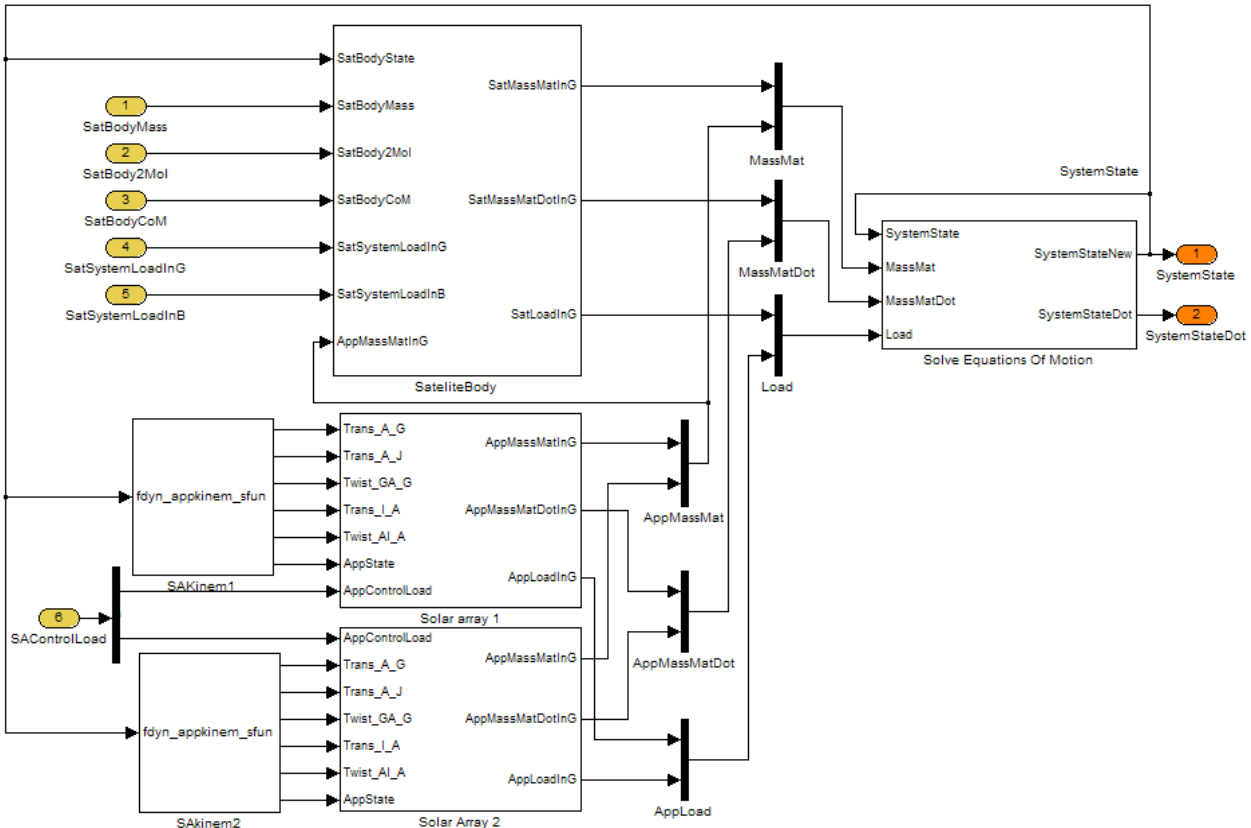 SatBodyState
SatBodyMass
SatBody2MoI
SatBodyCoM
SatSystemLoadInG
SatSystemLoadInB
AppMassMatInG
SatMassMatInG
SatMassMatDotInG
SatLoadInG
SateliteBody
1
SatBodyMass
2
SatBody2MoI
3
SatBodyCoM
4
SatSystemLoadInG
5
SatSystemLoadInB
MassMat
MassMatDot
Load
SystemState
SystemState
MassMat
MassMatDot
Load
SystemStateNew
SystemStateDot
Solve Equations Of Motion
1
SystemState
2
SystemStateDot
fdyn_appkinem_sfun
SAKinem1
Trans_A_G
Trans_A_J
Twist_GA_G
Trans_I_A
Twist_AI_A
AppState
AppControlLoad
AppMassMatInG
AppMassMatDotInG
AppLoadInG
Solar array 1
6
SAControlLoad
fdyn_appkinem_sfun
SAkinem2
AppControlLoad
Trans_A_G
Trans_A_J
Twist_GA_G
Trans_I_A
Twist_AI_A
AppState
AppMassMatInG
AppMassMatDotInG
AppLoadInG
Solar Array 2
AppMassMat
AppMassMatDot
AppLoad